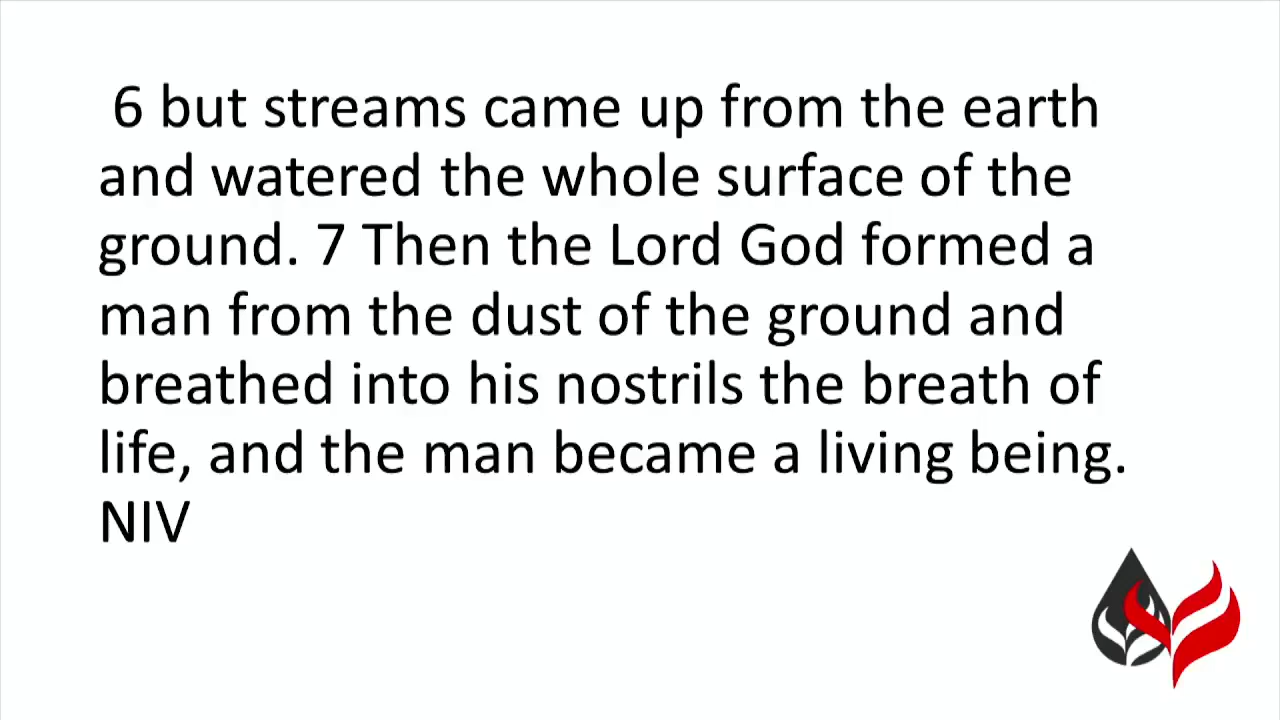 6 but streams came up from the earth
and watered the whole surface of the
ground. 7 Then the Lord God formed a
man from the dust of the ground and
breathed into his nostrils the breath of
life, and the man became a living being.
NIV